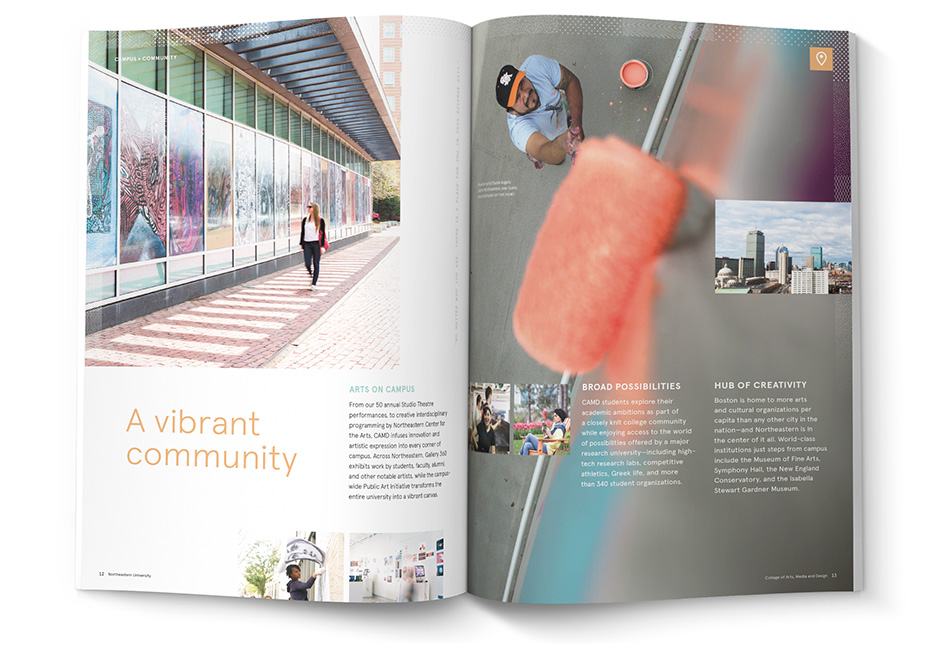 CAMPUS + COMMUNITY
A vibrant
community
ARTS ON CAMPUS
From our 50 annual Studio Theatre
performances, to creative interdisciplinary
programming by Northeastern Center for
the Arts, CAMD infuses innovation and
artistic expression into every corner of
campus. Across Northeastern, Gallery 360
exhibits work by students, faculty, alumni,
and other notable artists, while the campus-
wide Public Art Initiative transforms the
entire university into a vibrant canvas.
12 Northeastern University
BROAD POSSIBILITIES
CAMD students explore their
academic ambitions as part of
a closely knit college community
while enjoying access to the world
of possibilities offered by a major
research university—including high-
tech research labs, competitive
athletics, Greek life, and more
than 340 student organizations.
HUB OF CREATIVITY
Boston is home to more arts
and cultural organizations per
capita than any other city in the
nation—and Northeastern is in
the center of it all. World-class
institutions just steps from campus
include the Museum of Fine Arts,
Symphony Hall, the New England
Conservatory, and the Isabella
Stewart Gardner Museum.
College of Arts, Media and Design 13